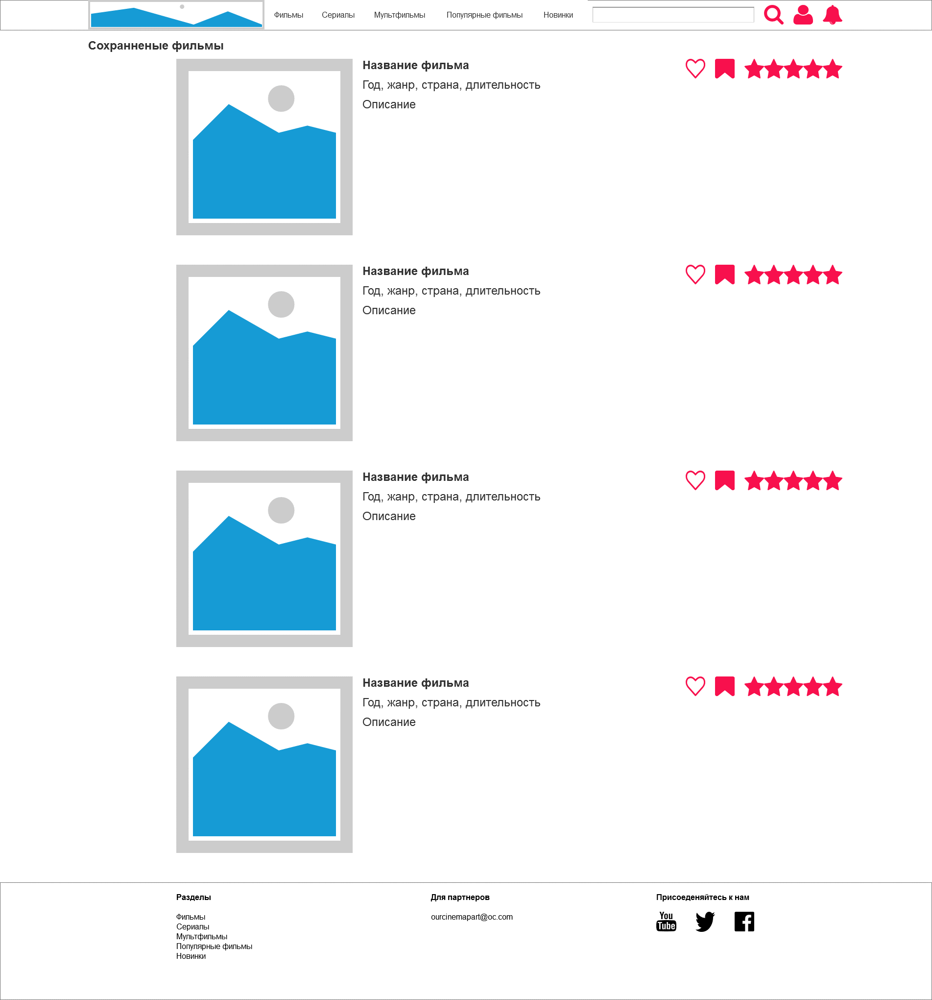 Фильмы Сериалы Мультфильмы Популярные фильмы Новинки
Сохранненые фильмы
Название фильма
Год, жанр, страна, длительность
Описание
Название фильма
Год, жанр, страна, длительность
Описание
Название фильма
Год, жанр, страна, длительность
Описание
Название фильма
Год, жанр, страна, длительность
Описание
Разделы
Фильмы
Сериалы
Мультфильмы
Популярные фильмы
Новинки
Для партнеров
ourcinemapart@oc.com
Присоеденяйтесь к нам
You
Tube